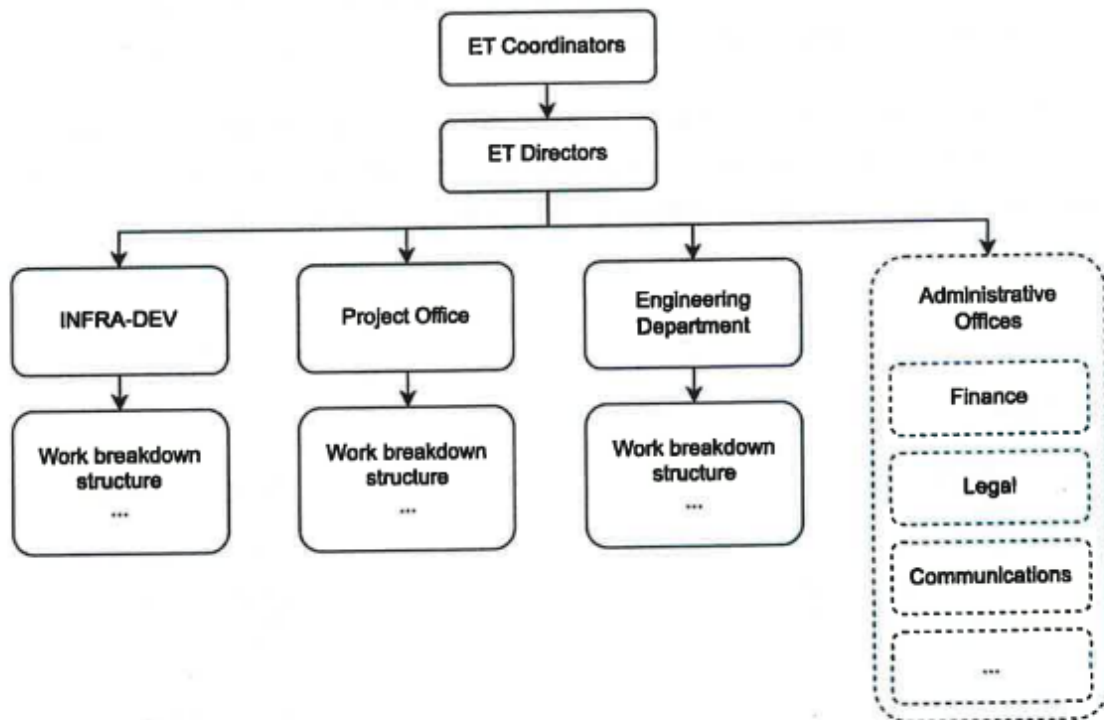 ET Coordinators
ET Directors
INFRA-DEV
Project Office
Engineering
Department
Administrative
Offices
Work breakdown
structure
...
Work breakdown
structure
...
Work breakdown
structure
...
Finance
Legal
Communications
...